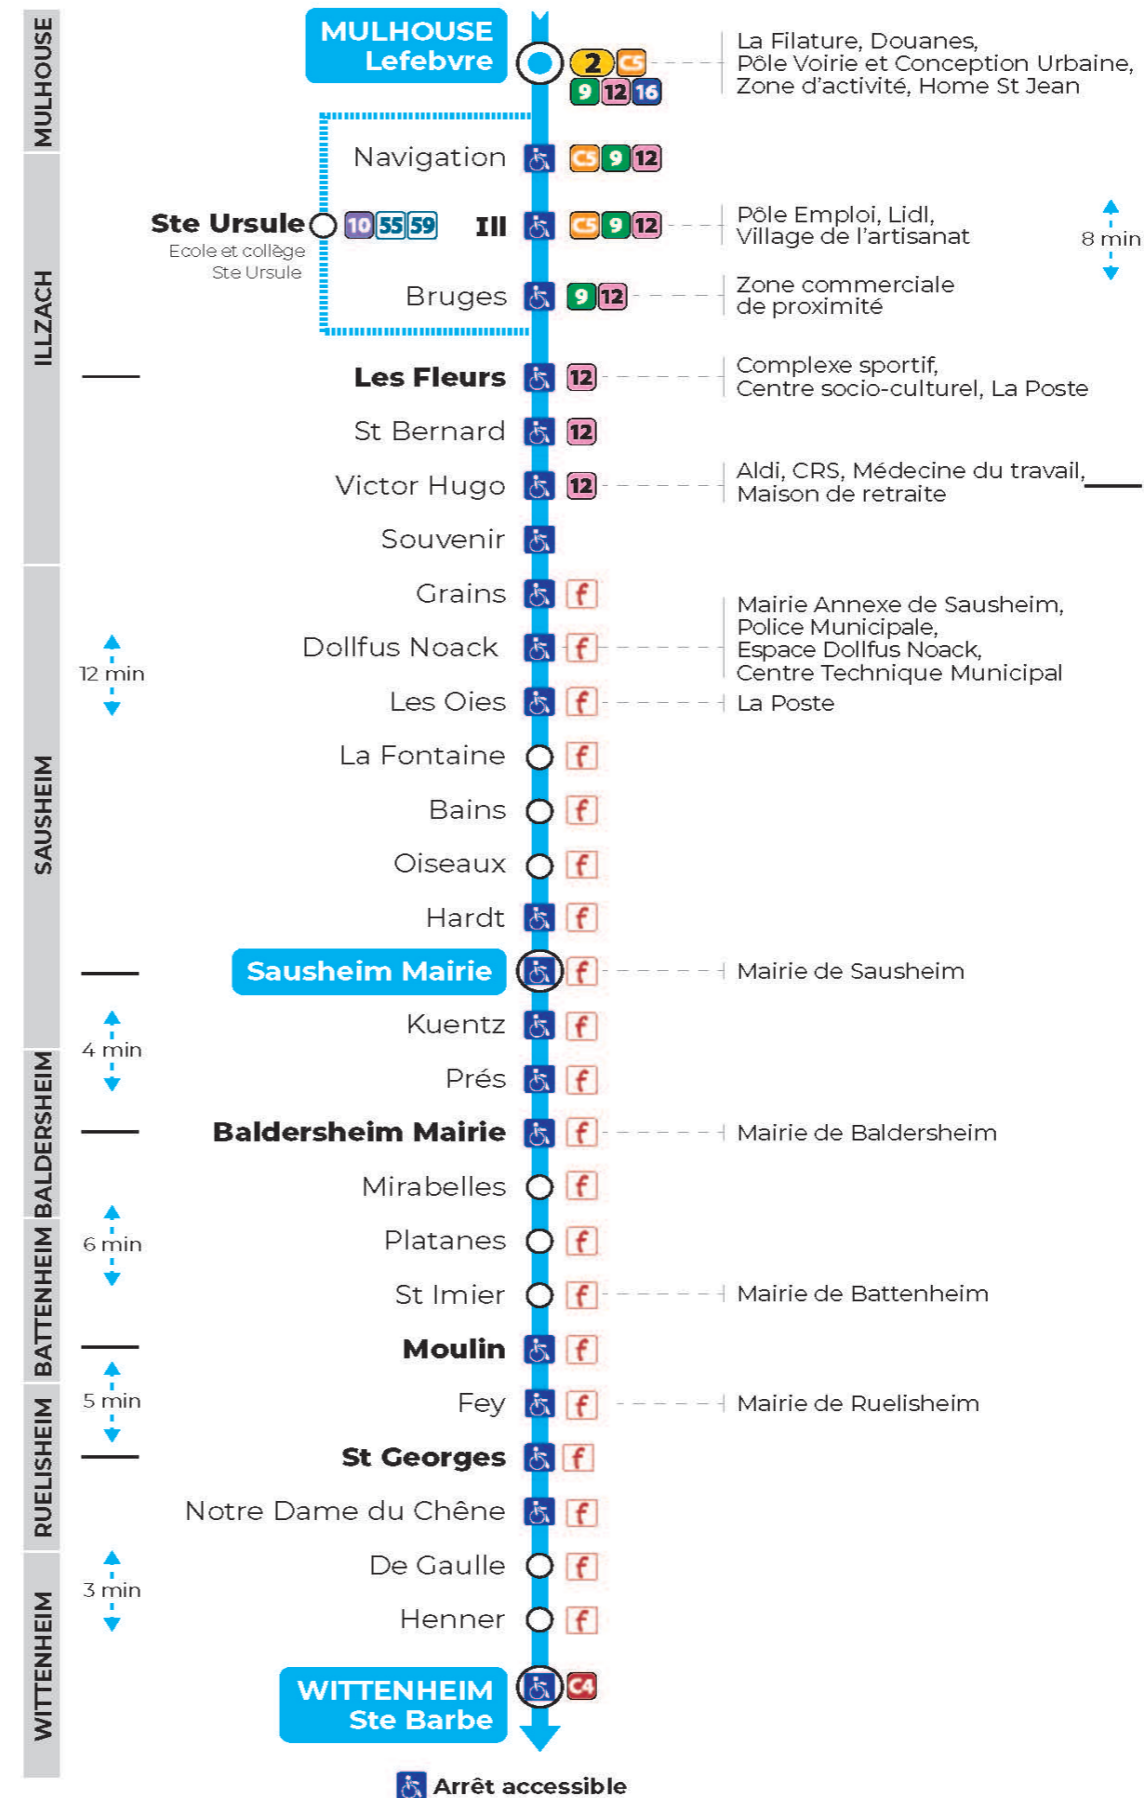 MULHOUSE
MULHOUSE
Lefebvre
2 C5
9 12 16
La Filature, Douanes,
Pôle Voirie et Conception Urbaine,
Zone d'activité, Home St Jean
ILLZACH
Navigation C5 9 12
Ste Ursule 10 55 59
Ecole et collège
Ste Ursule
Ill C5 9 12
Pôle Emploi, Lidl,
Village de l'artisanat
8 min
Bruges 9 12
Zone commerciale
de proximité
Les Fleurs 12
Complexe sportif,
Centre socio-culturel, La Poste
St Bernard 12
Victor Hugo 12
Aldi, CRS, Médecine du travail,
Maison de retraite
Souvenir
SAUSHEIM
12 min
Grains f
Dollfus Noack f
Mairie Annexe de Sausheim,
Police Municipale,
Espace Dollfus Noack,
Centre Technique Municipal
Les Oies f La Poste
La Fontaine f
Bains f
Oiseaux f
Hardt f
Sausheim Mairie f Mairie de Sausheim
4 min
Kuentz f
BALDERSHEIM
Prés f
Baldersheim Mairie f Mairie de Baldersheim
Mirabelles f
BATTENHEIM
6 min
Platanes f
St Imier f Mairie de Battenheim
Moulin f
RUELISHEIM
5 min
Fey f Mairie de Ruelisheim
St Georges f
Notre Dame du Chêne f
WITTENHEIM
3 min
De Gaulle f
Henner f
WITTENHEIM
Ste Barbe
C4
Arrêt accessible